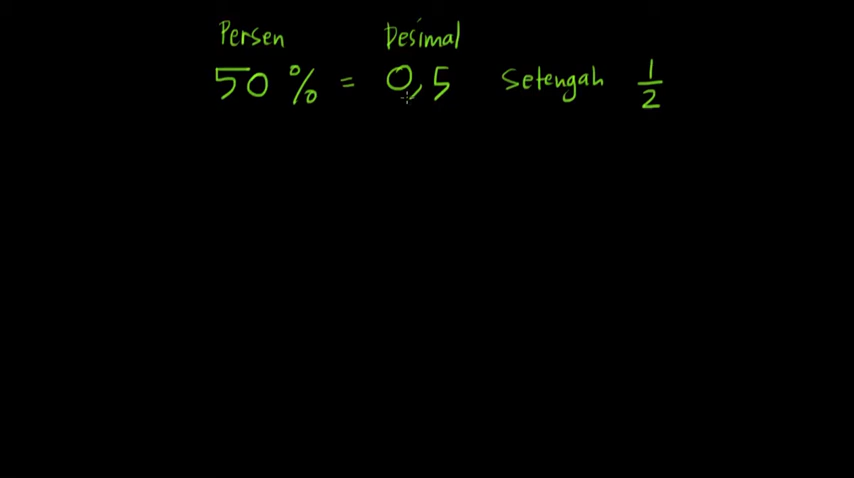 Persen Desimal
50 % = 0,5 Setengah 1/2